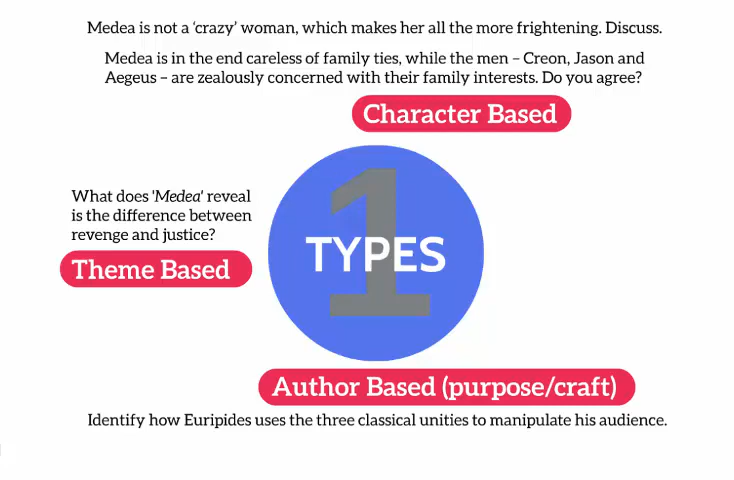 Medea is not a ‘crazy’ woman, which makes her all the more frightening. Discuss.
Medea is in the end careless of family ties, while the men – Creon, Jason and
Aegeus – are zealously concerned with their family interests. Do you agree?
Character Based
What does 'Medea' reveal
is the difference between
revenge and justice?
Theme Based
1
TYPES
Author Based (purpose/craft)
Identify how Euripides uses the three classical unities to manipulate his audience.